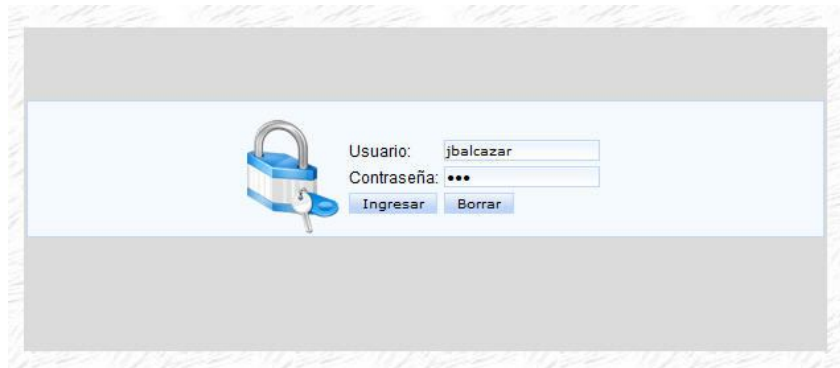 Usuario: jbalcazar
Contraseña: •••
Ingresar Borrar